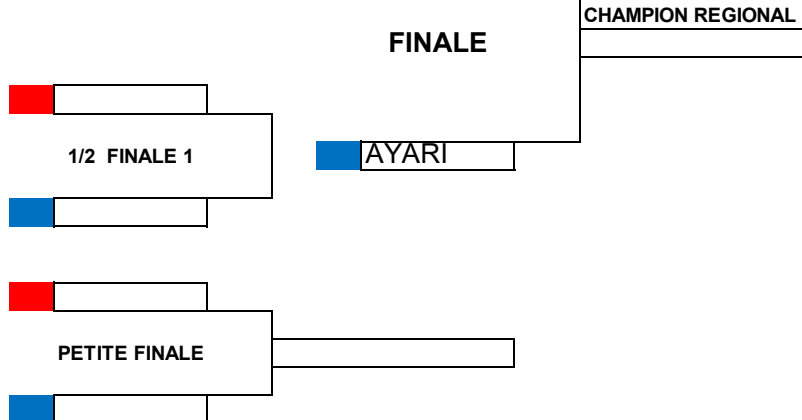 CHAMPION REGIONAL
FINALE
1/2 FINALE 1
AYARI
PETITE FINALE